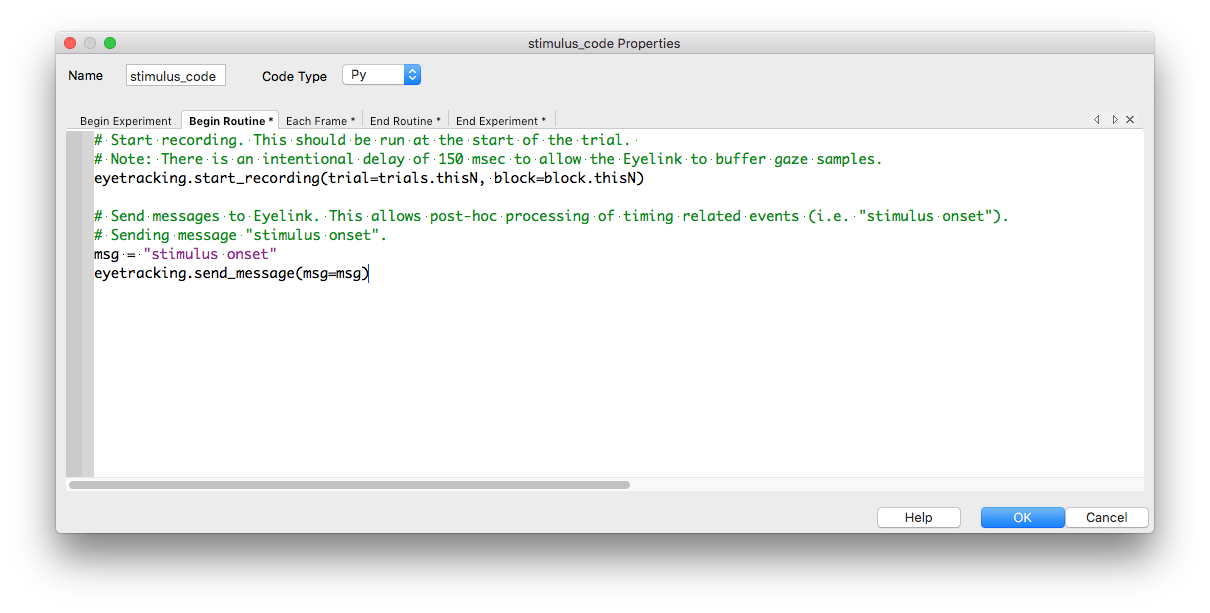 stimulus_code Properties
Name stimulus_code Code Type Py
Begin Experiment Begin Routine * Each Frame * End Routine * End Experiment *
# Start recording. This should be run at the start of the trial.
# Note: There is an intentional delay of 150 msec to allow the Eyelink to buffer gaze samples.
eyetracking.start_recording(trial=trials.thisN, block=block.thisN)
# Send messages to Eyelink. This allows post-hoc processing of timing related events (i.e. "stimulus onset").
# Sending message "stimulus onset".
msg = "stimulus onset"
eyetracking.send_message(msg=msg)
Help OK Cancel